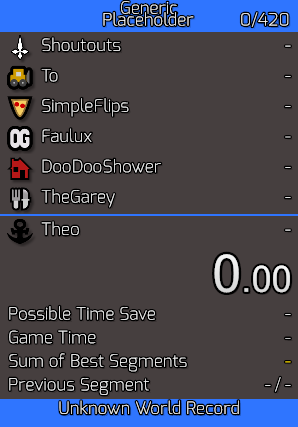 Generic
Placeholder 0/420
Shoutouts -
To -
SimpleFlips -
OG Faulux -
DooDooShower -
TheGarey -
Theo -
0.00
Possible Time Save -
Game Time -
Sum of Best Segments -
Previous Segment -/-
Unknown World Record